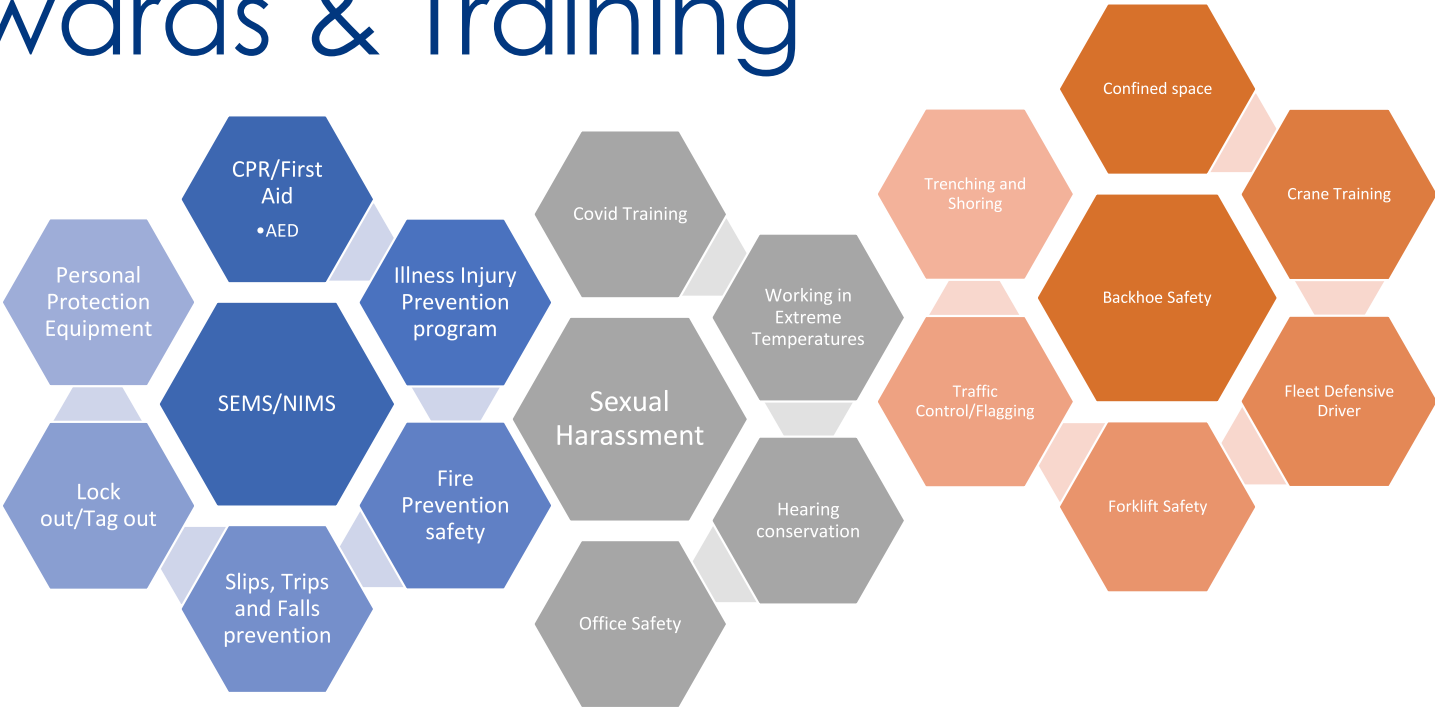 & Training
CPR/First
Aid
•AED
Personal
Protection
Equipment
Illness Injury
Prevention
program
SEMS/NIMS
Lock
out/Tag out
Fire
Prevention
safety
Slips, Trips
and Falls
prevention
Covid Training
Working in
Extreme
Temperatures
Sexual
Harassment
Hearing
conservation
Office Safety
Confined space
Trenching and
Shoring
Crane Training
Backhoe Safety
Traffic
Control/Flagging
Fleet Defensive
Driver
Forklift Safety